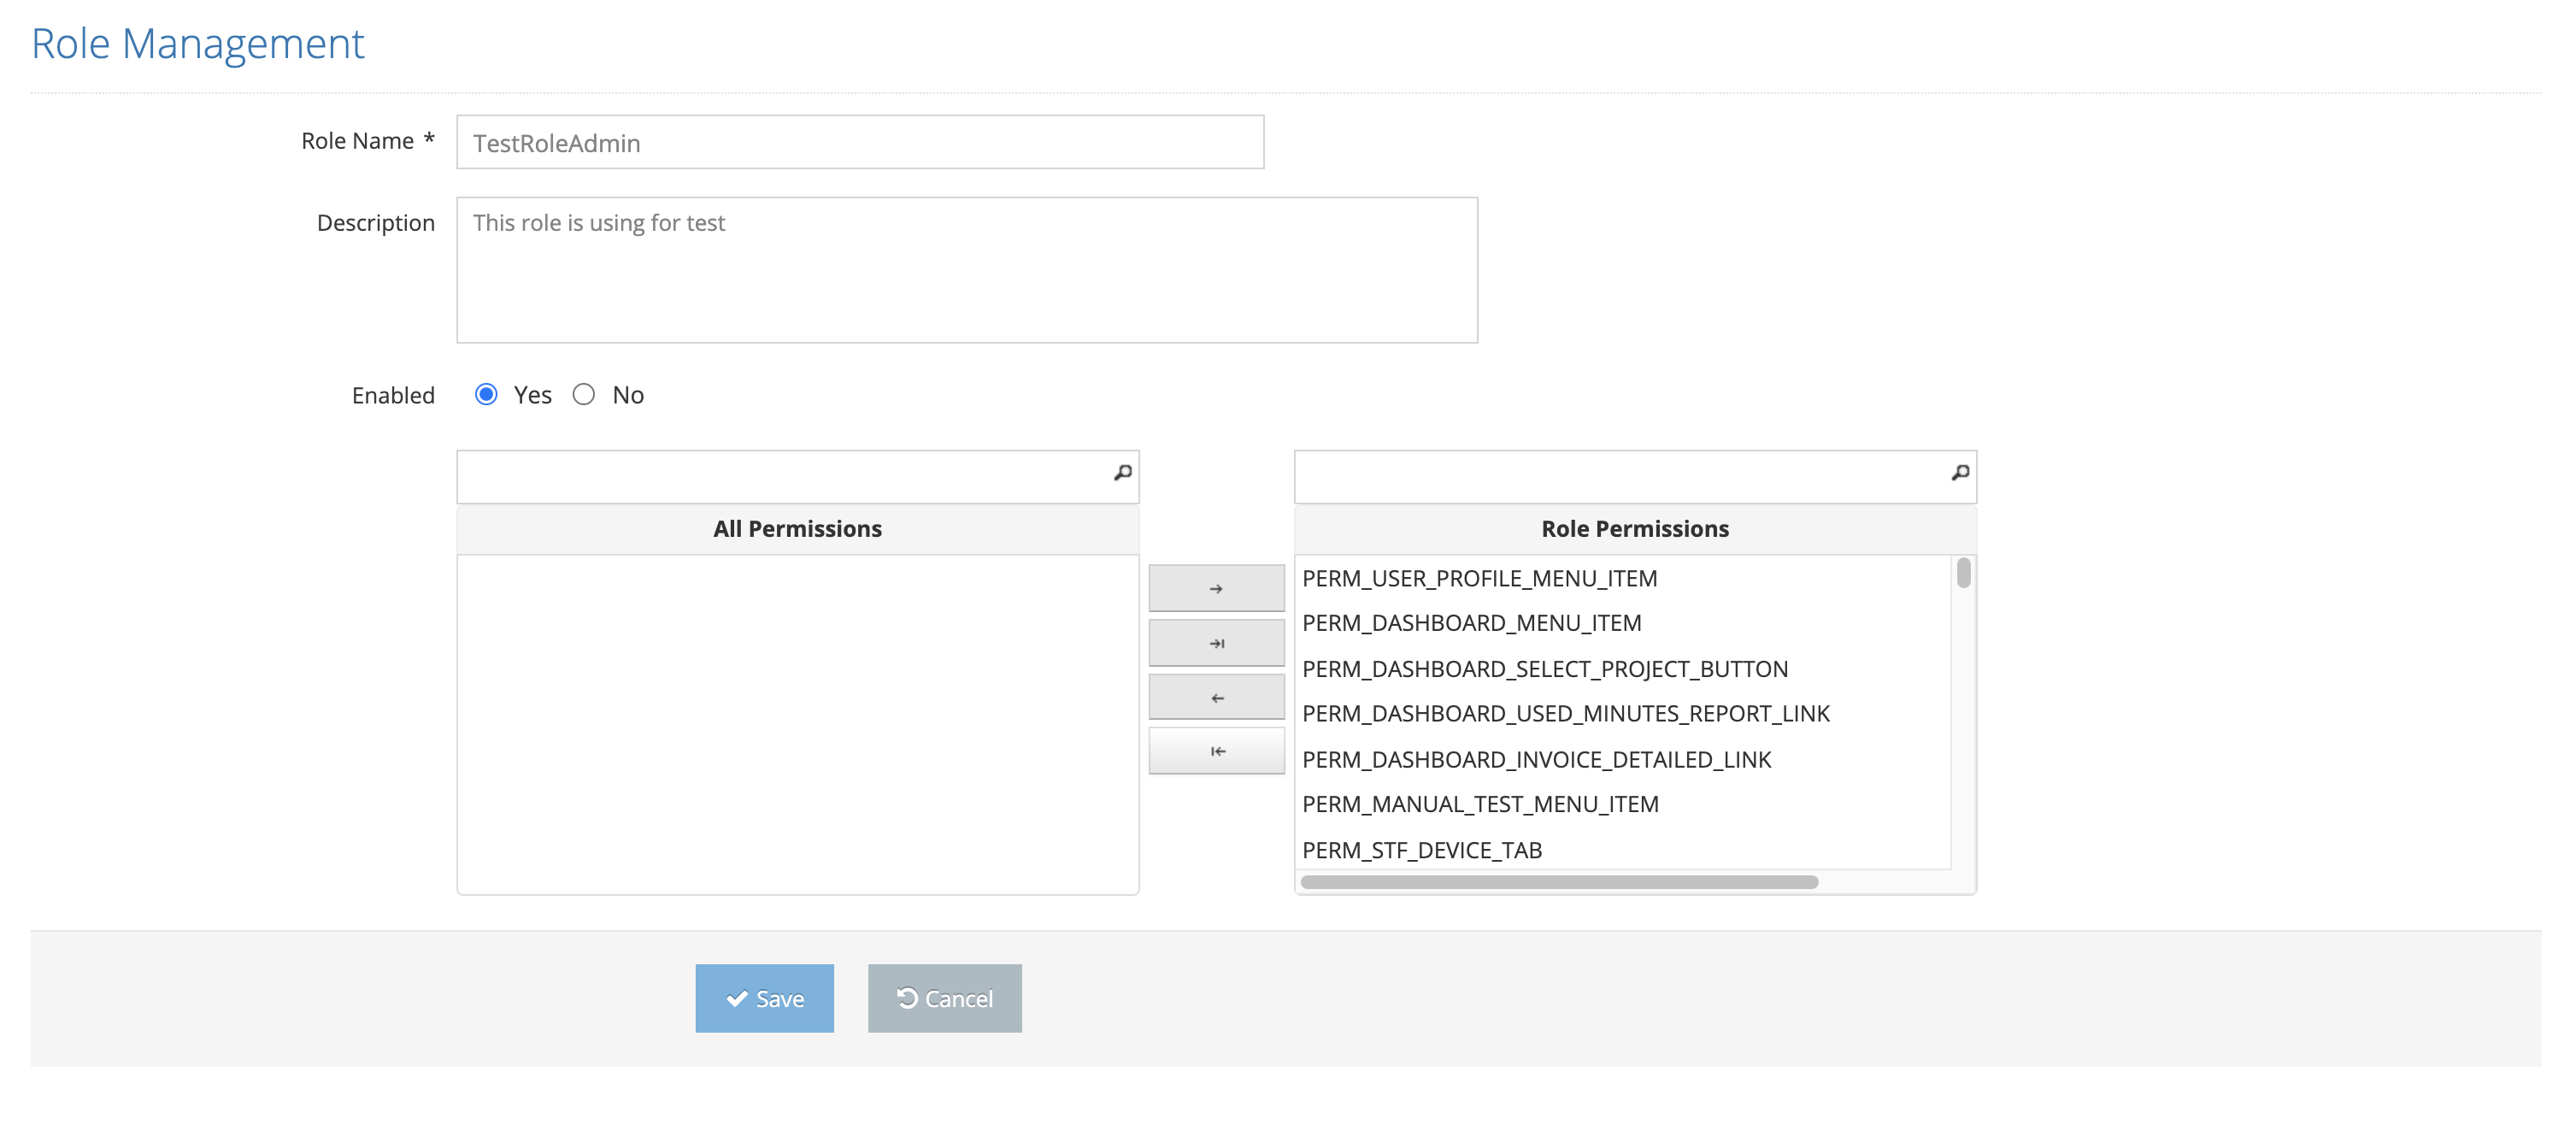 Role Management
Role Name *
TestRoleAdmin
Description
This role is using for test
Enabled
Yes
No
All Permissions
Role Permissions
PERM_USER_PROFILE_MENU_ITEM
PERM_DASHBOARD_MENU_ITEM
PERM_DASHBOARD_SELECT_PROJECT_BUTTON
PERM_DASHBOARD_USED_MINUTES_REPORT_LINK
PERM_DASHBOARD_INVOICE_DETAILED_LINK
PERM_MANUAL_TEST_MENU_ITEM
PERM_STF_DEVICE_TAB
Save
Cancel